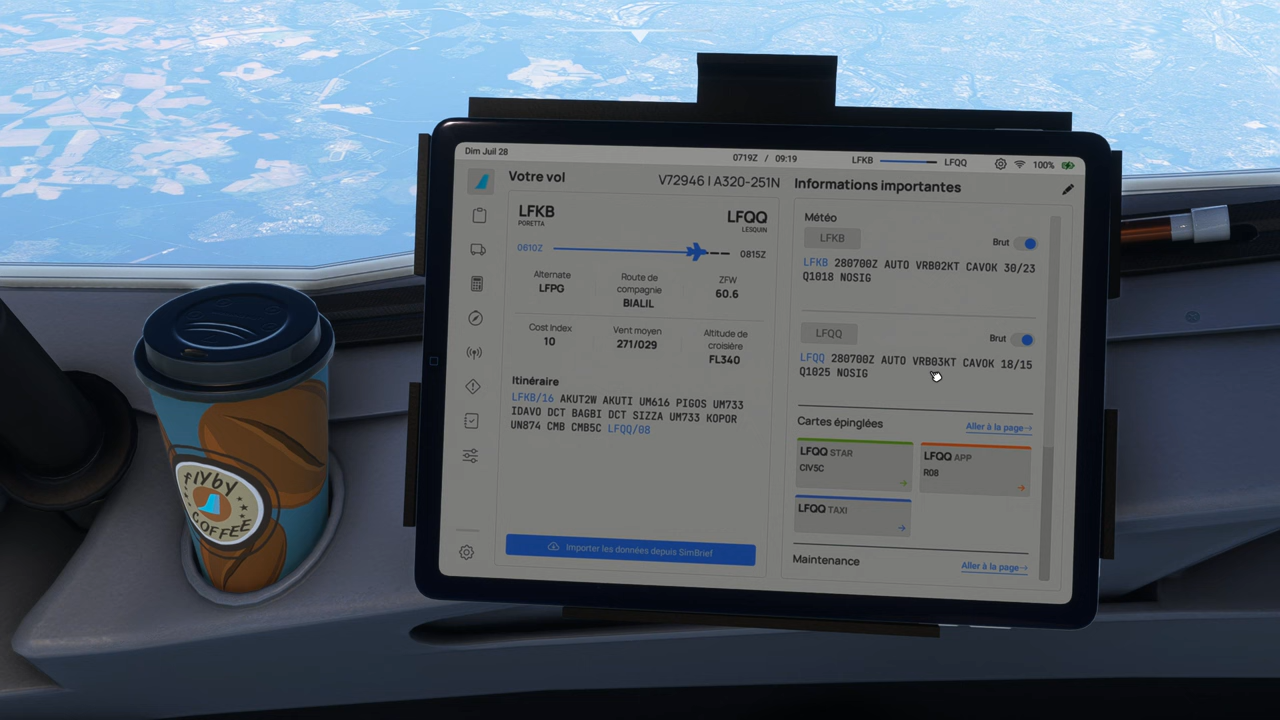 Dim Juil 28
0719Z / 09:19
LFKB LFQQ
100%
Votre vol
V72946 | A320-251N
LFKB
PORETTA
LFQQ
LESQUIN
0610Z
0815Z
Alternate
LFPG
Route de
compagnie
BIALIL
ZFW
60.6
Cost Index
10
Vent moyen
271/029
Altitude de
croisière
FL340
Itinéraire
LFKB/16 AKUT2W AKUTI UM616 PIGOS UM733
IDAVO DCT BAGBI DCT SIZZA UM733 KOPOR
UN874 CMB CMB5C LFQQ/08
Importer les données depuis SimBrief
Informations importantes
Météo
LFKB
Brut
LFKB 280700Z AUTO VRB02KT CAVOK 30/23
Q1018 NOSIG
LFQQ
Brut
LFQQ 280700Z AUTO VRB03KT CAVOK 18/15
Q1025 NOSIG
Cartes épinglées
Aller à la page
LFQQ STAR
CIV5C
LFQQ APP
R08
LFQQ TAXI
Maintenance
Aller à la page
flyby
COFFEE